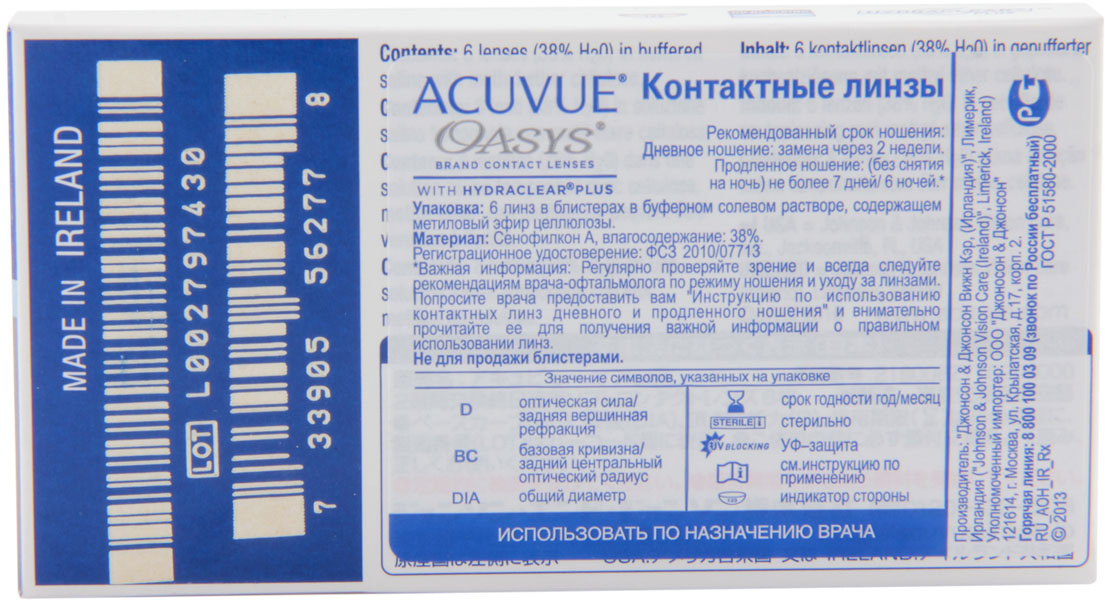 MADE IN IRELAND
LOT L002797430
7 33905 56277 8
Contents: 6 lenses (38% H2O) in buffered
Inhalt: 6 kontaktlinsen (38% H2O) in gepufferter
ACUVUE® Контактные линзы
OASYS®
BRAND CONTACT LENSES
WITH HYDRACLEAR® PLUS
Рекомендованный срок ношения:
Дневное ношение: замена через 2 недели.
Продленное ношение: (без снятия
на ночь) не более 7 дней/ 6 ночей.*
Упаковка: 6 линз в блистерах в буферном солевом растворе, содержащем
метиловый эфир целлюлозы.
Материал: Сенофилкон А, влагосодержание: 38%.
Регистрационное удостоверение: ФСЗ 2010/07713
*Важная информация: Регулярно проверяйте зрение и всегда следуйте
рекомендациям врача-офтальмолога по режиму ношения и уходу за линзами.
Попросите врача предоставить вам "Инструкцию по использованию
контактных линз дневного и продленного ношения" и внимательно
прочитайте ее для получения важной информации о правильном
использовании линз.
Не для продажи блистерами.
Значение символов, указанных на упаковке
D оптическая сила/
задняя вершинная
рефракция
BC базовая кривизна/
задний центральный
оптический радиус
DIA общий диаметр
срок годности год/месяц
STERILE стерильно
UV BLOCKING УФ–защита
см.инструкцию по
применению
123 индикатор стороны
ИСПОЛЬЗОВАТЬ ПО НАЗНАЧЕНИЮ ВРАЧА
Производитель: "Джонсон & Джонсон Вижн Кэр, (Ирландия)", Лимерик,
Ирландия ("Johnson & Johnson Vision Care (Ireland)", Limerick, Ireland)
Уполномоченный импортер: ООО "Джонсон & Джонсон"
121614, г. Москва, ул. Крылатская, д.17, корп. 2.
Горячая линия: 8 800 100 03 09 (звонок по России бесплатный)
RU_AOH_IR_Rx ГОСТ Р 51580-2000
© 2013